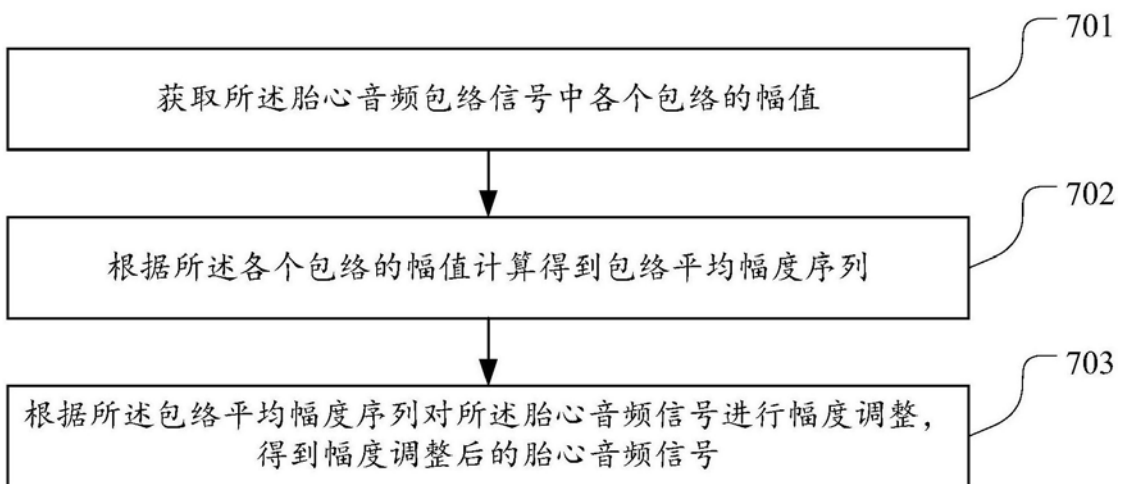 701
获取所述胎心音频包络信号中各个包络的幅值
702
根据所述各个包络的幅值计算得到包络平均幅度序列
703
根据所述包络平均幅度序列对所述胎心音频信号进行幅度调整，
得到幅度调整后的胎心音频信号